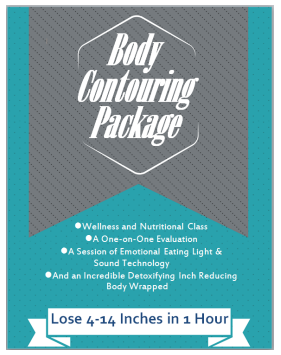 Body
Contouring
Package
●Wellness and Nutritional Class
●A One-on-One Evaluation
●A Session of Emotional Eating Light &
Sound Technology
●And an Incredible Detoxifying Inch Reducing
Body Wrapped
Lose 4-14 Inches in 1 Hour